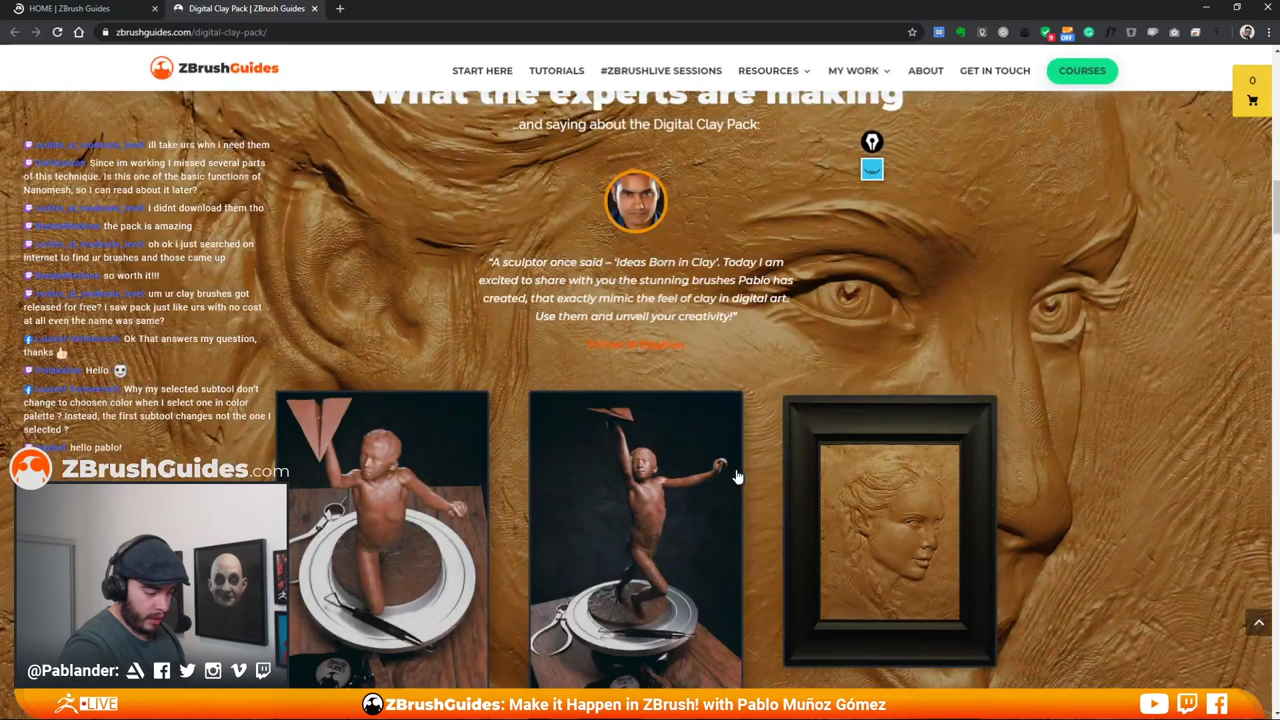 HOME | ZBrush Guides
Digital Clay Pack | ZBrush Guides
zbrushguides.com/digital-clay-pack/
9
OFF
ZBRUSHGUIDES
START HERE
TUTORIALS
#ZBRUSHLIVE SESSIONS
RESOURCES
MY WORK
ABOUT
GET IN TOUCH
COURSES
0
What the experts are making
...and saying about the Digital Clay Pack:
“A sculptor once said – ‘Ideas Born in Clay’. Today I am
excited to share with you the stunning brushes Pablo has
created, that exactly mimic the feel of clay in digital art.
Use them and unveil your creativity!”
ill take urs whn i need them
Since im working I missed several parts
of this technique. Is this one of the basic functions of
Nanomesh, so I can read about it later?
i didnt download them tho
the pack is amazing
oh ok i just searched on
internet to find ur brushes and those came up
so worth it!!!
um ur clay brushes got
released for free? i saw pack just like urs with no cost
at all even the name was same?
Ok That answers my question,
thanks
Hello
Why my selected subtool don't
change to choosen color when I select one in color
palette ? Instead, the first subtool changes not the one I
selected ?
hello pablo!
ZBrushGuides.com
@Pablander:
LIVE
ZBrushGuides: Make it Happen in ZBrush! with Pablo Muñoz Gómez